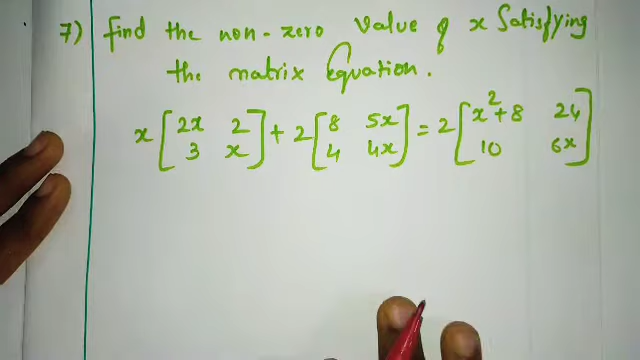 7) find the non-zero value of x satisfying
the matrix Equation.
x [ 2x 2 ; 3 x ] + 2 [ 8 5x ; 4 4x ] = 2 [ x² + 8 24 ; 10 6x ]